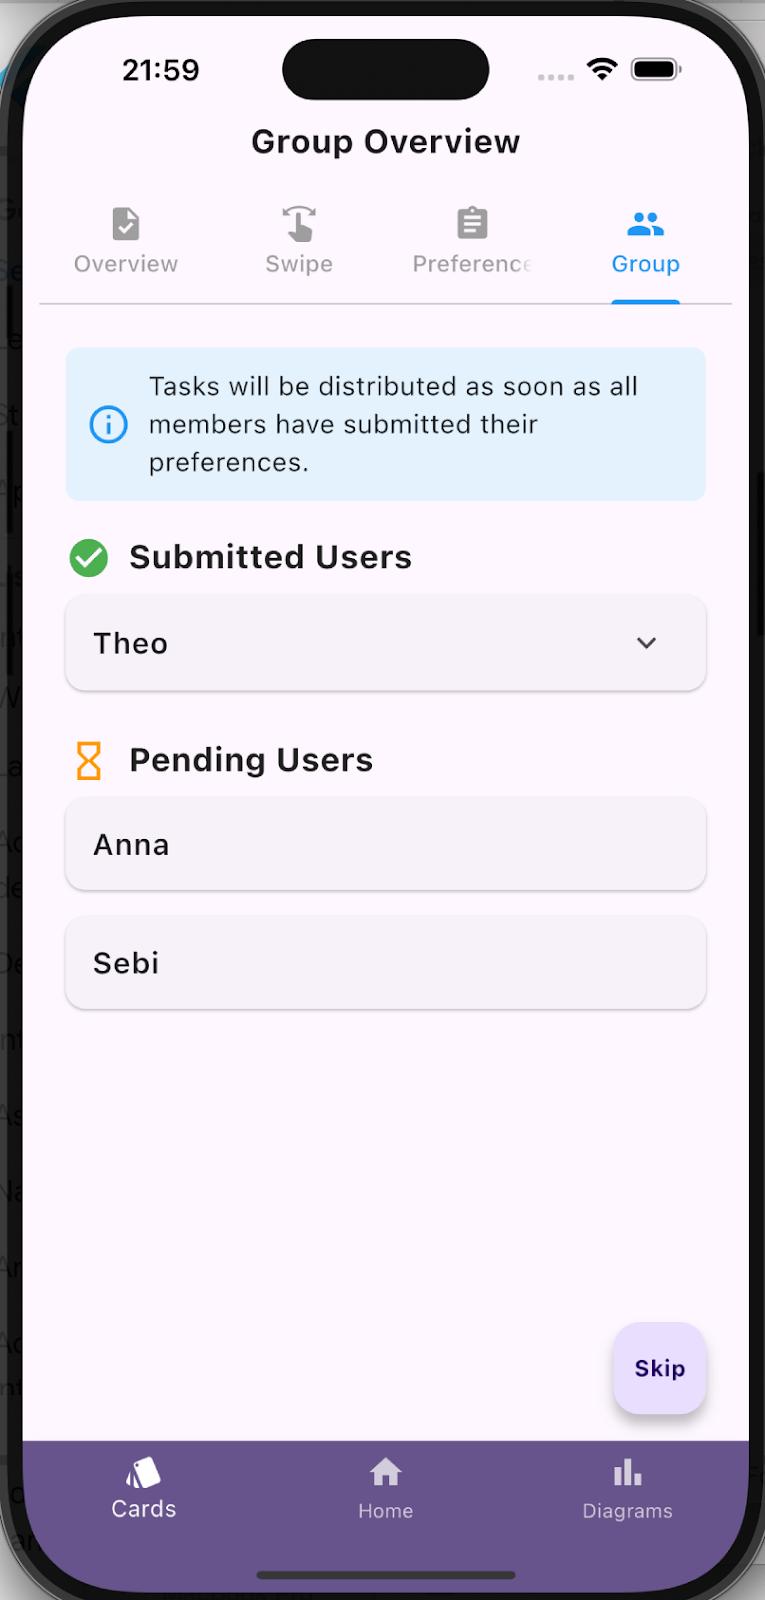 21:59
Group Overview
Overview
Swipe
Preference
Group
Tasks will be distributed as soon as all
members have submitted their
preferences.
Submitted Users
Theo
Pending Users
Anna
Sebi
Skip
Cards
Home
Diagrams